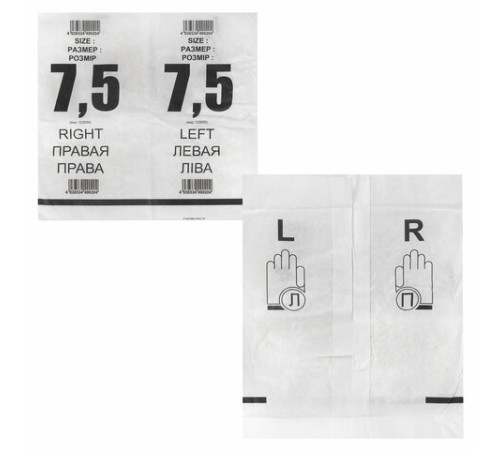 SIZE :
РАЗМЕР :
РОЗМІР
7,5
RIGHT
ПРАВАЯ
ПРАВА
SIZE :
РАЗМЕР :
РОЗМІР :
7,5
LEFT
ЛЕВАЯ
ЛІВА
L
R
Л
П